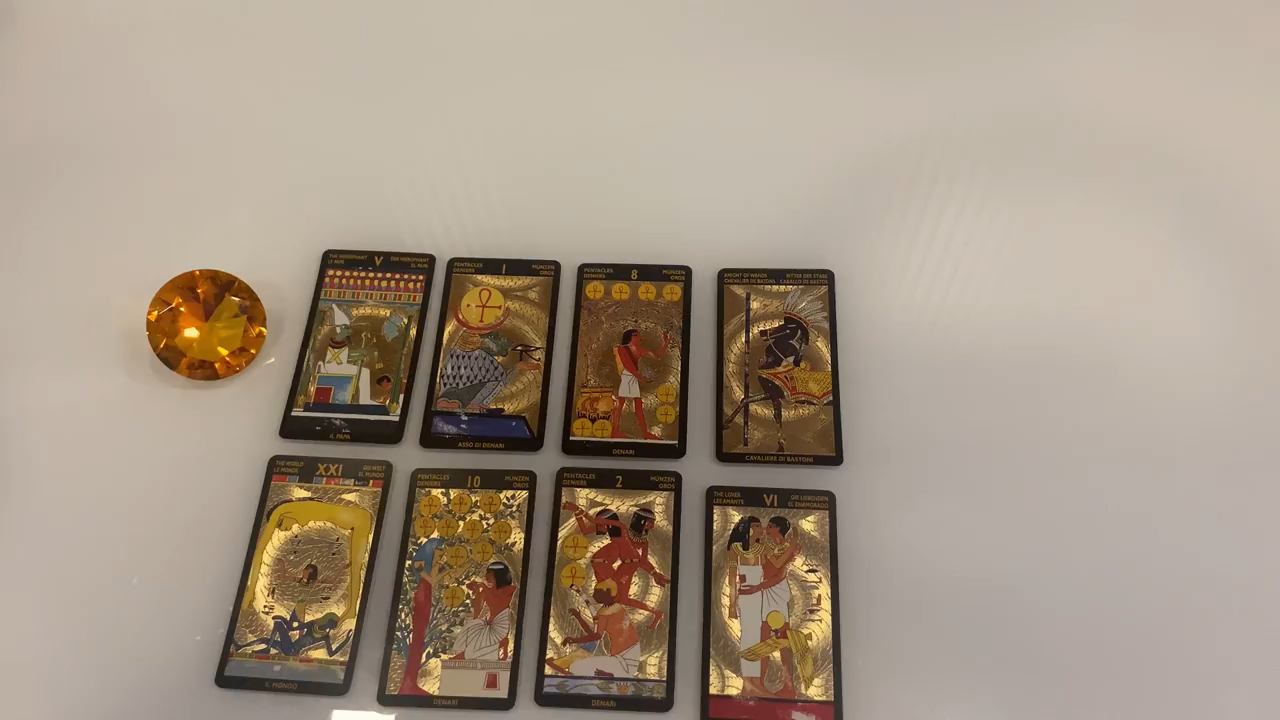 THE HIEROPHANT V DER HIEROPHANT
LE PAPE EL PAPA
IL PAPA
PENTACLES 1 MÜNZEN
DENIERS OROS
ASSO DI DENARI
PENTACLES 8 MÜNZEN
DENIERS OROS
DENARI
KNIGHT OF WANDS RITTER DER STÄBE
CHEVALIER DE BATONS CABALLO DE BASTOS
CAVALIERE DI BASTONI
THE WORLD XXI DIE WELT
LE MONDE EL MUNDO
IL MONDO
PENTACLES 10 MÜNZEN
DENIERS OROS
DENARI
PENTACLES 2 MÜNZEN
DENIERS OROS
DENARI
THE LOVER VI DIE LIEBENDEN
LES AMANTS EL ENAMORADO